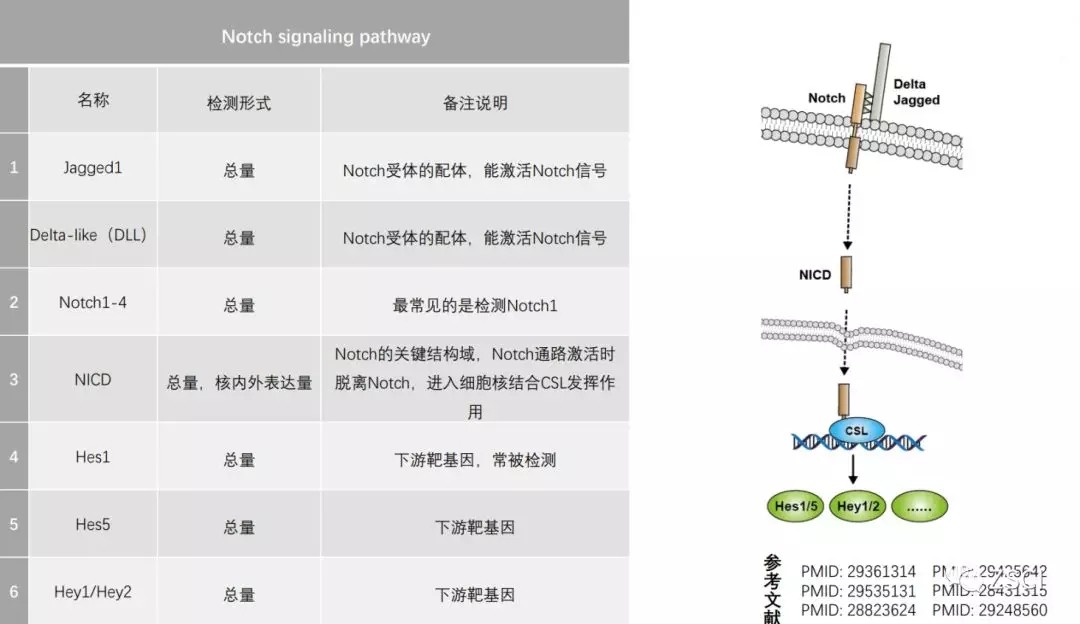 Notch signaling pathway
名称 检测形式 备注说明
1 Jagged1 总量 Notch受体的配体，能激活Notch信号
Delta-like（DLL） 总量 Notch受体的配体，能激活Notch信号
2 Notch1-4 总量 最常见的是检测Notch1
3 NICD 总量，核内外表达量 Notch的关键结构域，Notch通路激活时
脱离Notch，进入细胞核结合CSL发挥作
用
4 Hes1 总量 下游靶基因，常被检测
5 Hes5 总量 下游靶基因
6 Hey1/Hey2 总量 下游靶基因
Notch
Delta
Jagged
NICD
CSL
Hes1/5 Hey1/2 ......
参考文献
PMID: 29361314
PMID: 29535131 28431315
PMID: 28823624 PMID: 29248560